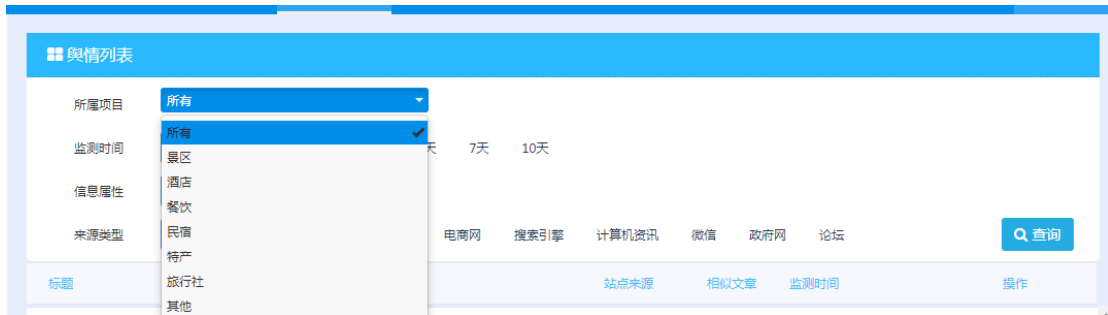 舆情列表
所属项目 所有
所有
监测时间 天 7天 10天
景区
信息属性
酒店
餐饮
来源类型 民宿 电商网 搜索引擎 计算机资讯 微信 政府网 论坛 查询
特产
标题 旅行社 站点来源 相似文章 监测时间 操作
其他